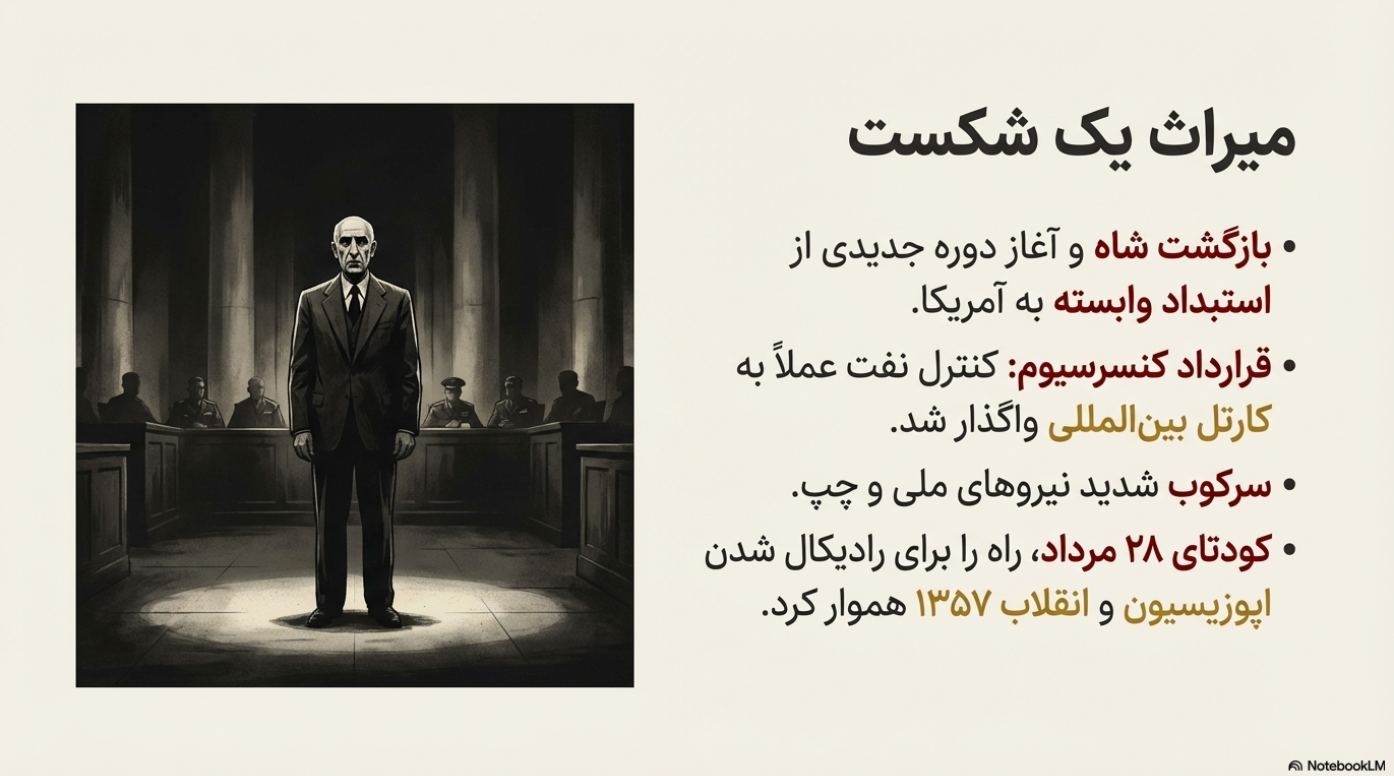 میراث یک شکست
• بازگشت شاه و آغاز دوره جدیدی از
استبداد وابسته به آمریکا.
• قرارداد کنسرسیوم: کنترل نفت عملاً به
کارتل بین‌المللی واگذار شد.
• سرکوب شدید نیروهای ملی و چپ.
• کودتای ۲۸ مرداد، راه را برای رادیکال شدن
اپوزیسیون و انقلاب ۱۳۵۷ هموار کرد.
NotebookLM